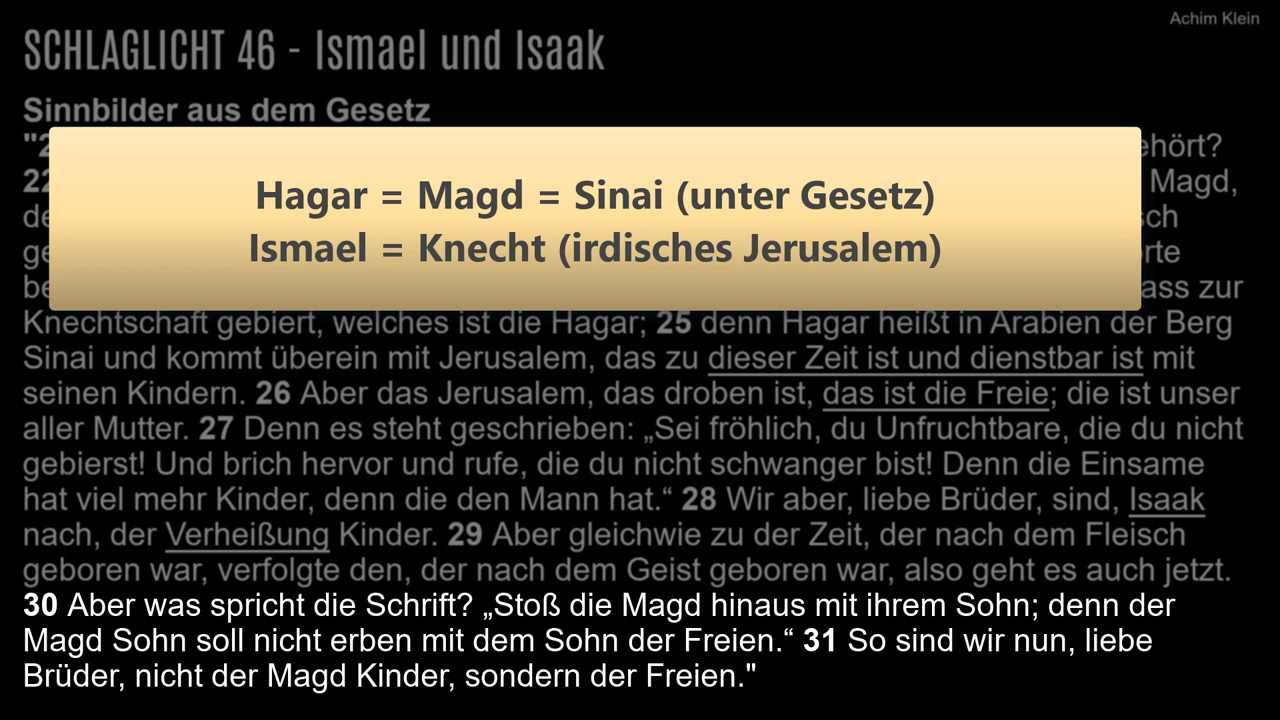 Achim Klein
SCHLAGLICHT 46 - Ismael und Isaak
Sinnbilder aus dem Gesetz
Hagar = Magd = Sinai (unter Gesetz)
Ismael = Knecht (irdisches Jerusalem)
22 Magd,
Knechtschaft gebiert, welches ist die Hagar; 25 denn Hagar heißt in Arabien der Berg
Sinai und kommt überein mit Jerusalem, das zu dieser Zeit ist und dienstbar ist mit
seinen Kindern. 26 Aber das Jerusalem, das droben ist, das ist die Freie; die ist unser
aller Mutter. 27 Denn es steht geschrieben: „Sei fröhlich, du Unfruchtbare, die du nicht
gebierst! Und brich hervor und rufe, die du nicht schwanger bist! Denn die Einsame
hat viel mehr Kinder, denn die den Mann hat.“ 28 Wir aber, liebe Brüder, sind, Isaak
nach, der Verheißung Kinder. 29 Aber gleichwie zu der Zeit, der nach dem Fleisch
geboren war, verfolgte den, der nach dem Geist geboren war, also geht es auch jetzt.
30 Aber was spricht die Schrift? „Stoß die Magd hinaus mit ihrem Sohn; denn der
Magd Sohn soll nicht erben mit dem Sohn der Freien.“ 31 So sind wir nun, liebe
Brüder, nicht der Magd Kinder, sondern der Freien."